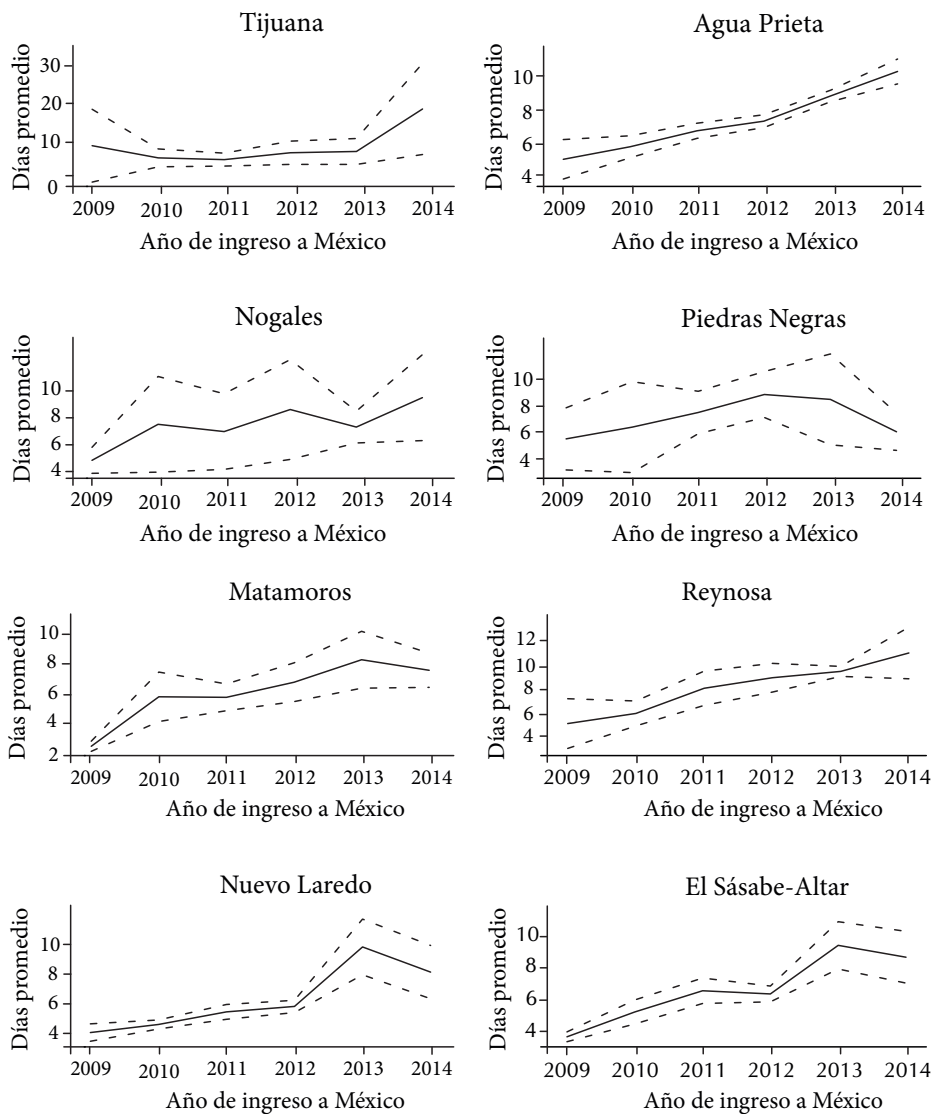 Tijuana
Días promedio
30
20
10
0
2009 2010 2011 2012 2013 2014
Año de ingreso a México
Agua Prieta
Días promedio
10
8
6
4
2009 2010 2011 2012 2013 2014
Año de ingreso a México
Nogales
Días promedio
10
8
6
4
2009 2010 2011 2012 2013 2014
Año de ingreso a México
Piedras Negras
Días promedio
10
8
6
4
2009 2010 2011 2012 2013 2014
Año de ingreso a México
Matamoros
Días promedio
10
8
6
4
2
2009 2010 2011 2012 2013 2014
Año de ingreso a México
Reynosa
Días promedio
12
10
8
6
4
2009 2010 2011 2012 2013 2014
Año de ingreso a México
Nuevo Laredo
Días promedio
10
8
6
4
2009 2010 2011 2012 2013 2014
Año de ingreso a México
El Sásabe-Altar
Días promedio
10
8
6
4
2009 2010 2011 2012 2013 2014
Año de ingreso a México